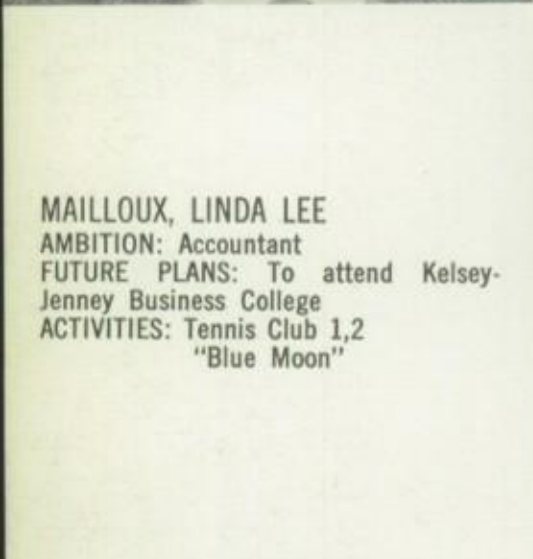 MAILLOUX, LINDA LEE
AMBITION: Accountant
FUTURE PLANS: To attend Kelsey-
Jenney Business College
ACTIVITIES: Tennis Club 1,2
"Blue Moon"